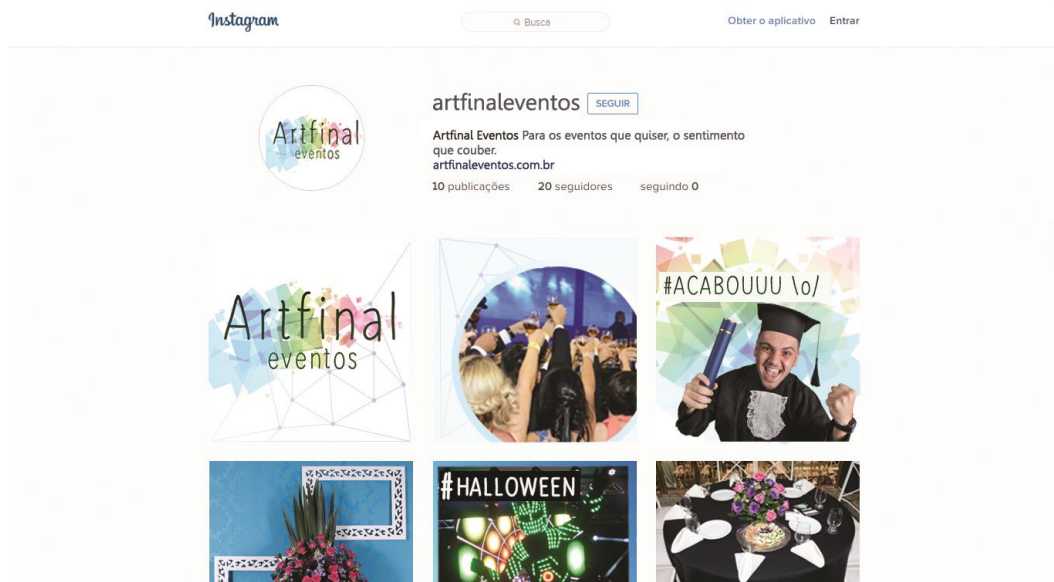 Instagram
Busca
Obter o aplicativo
Entrar
Artfinal
eventos
artfinaleventos
SEGUIR
Artfinal Eventos Para os eventos que quiser, o sentimento
que couber.
artfinaleventos.com.br
10 publicações 20 seguidores seguindo 0
Artfinal
eventos
#ACABOUUU \o/
#HALLOWEEN